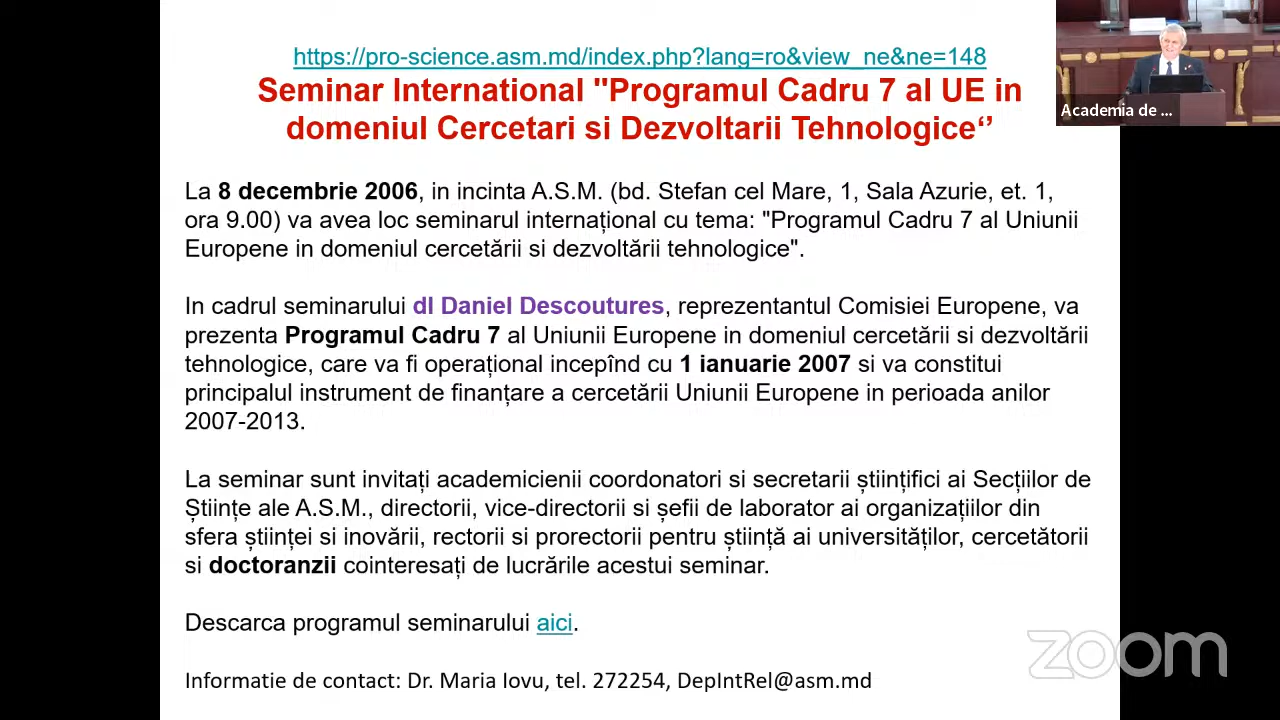 https://pro-science.asm.md/index.php?lang=ro&view_ne&ne=148
Seminar International "Programul Cadru 7 al UE in
domeniul Cercetari si Dezvoltarii Tehnologice‘’
La 8 decembrie 2006, in incinta A.S.M. (bd. Stefan cel Mare, 1, Sala Azurie, et. 1,
ora 9.00) va avea loc seminarul internațional cu tema: "Programul Cadru 7 al Uniunii
Europene in domeniul cercetării si dezvoltării tehnologice".
In cadrul seminarului dl Daniel Descoutures, reprezentantul Comisiei Europene, va
prezenta Programul Cadru 7 al Uniunii Europene in domeniul cercetării si dezvoltării
tehnologice, care va fi operațional incepînd cu 1 ianuarie 2007 si va constitui
principalul instrument de finanțare a cercetării Uniunii Europene in perioada anilor
2007-2013.
La seminar sunt invitați academicienii coordonatori si secretarii științifici ai Secțiilor de
Științe ale A.S.M., directorii, vice-directorii si șefii de laborator ai organizațiilor din
sfera științei si inovării, rectorii si prorectorii pentru știință ai universităților, cercetătorii
si doctoranzii cointeresați de lucrările acestui seminar.
Descarca programul seminarului aici.
Informatie de contact: Dr. Maria Iovu, tel. 272254, DepIntRel@asm.md
Academia de ...
zoom